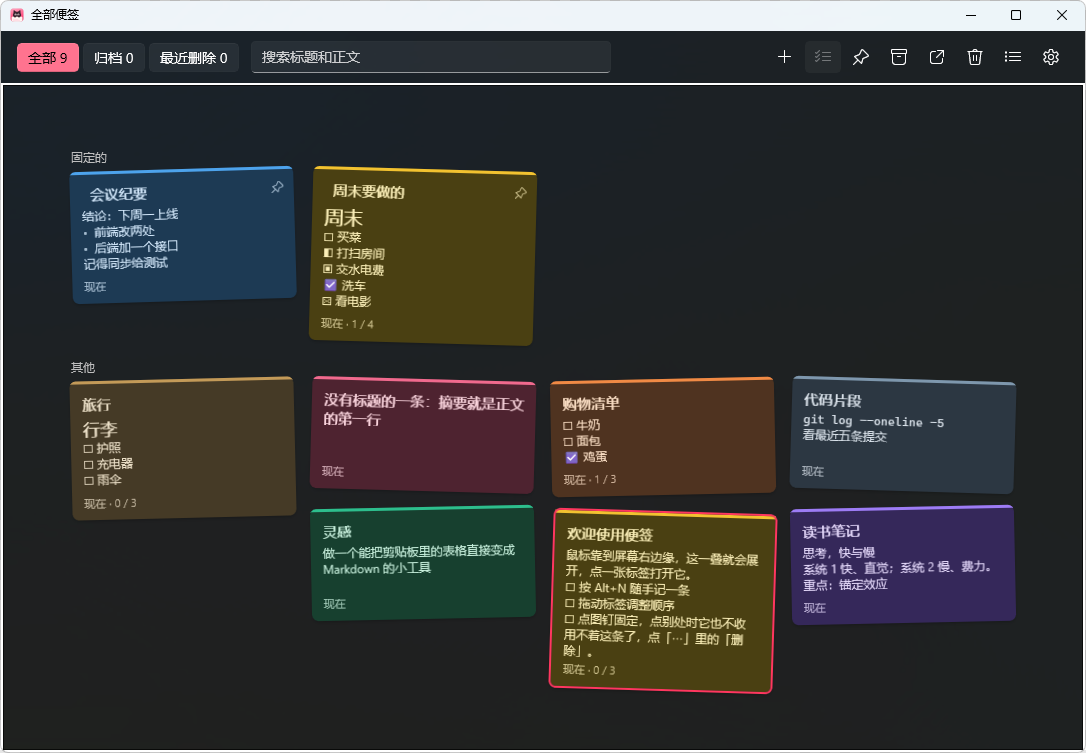 全部便签
全部 9
归档 0
最近删除 0
搜索标题和正文
固定的
会议纪要
结论：下周一上线
• 前端改两处
• 后端加一个接口
记得同步给测试
现在
周末要做的
周末
☐ 买菜
◧ 打扫房间
▣ 交水电费
☑ 洗车
☒ 看电影
现在 · 1 / 4
其他
旅行
行李
☐ 护照
☐ 充电器
☐ 雨伞
现在 · 0 / 3
没有标题的一条：摘要就是正文
的第一行
现在
购物清单
☐ 牛奶
☐ 面包
☑ 鸡蛋
现在 · 1 / 3
代码片段
git log --oneline -5
看最近五条提交
现在
灵感
做一个能把剪贴板里的表格直接变成
Markdown 的小工具
现在
欢迎使用便签
鼠标靠到屏幕右边缘，这一叠就会展
开，点一张标签打开它。
☐ 按 Alt+N 随手记一条
☐ 拖动标签调整顺序
☐ 点图钉固定，点别处时它也不收
用不着这条了，点「⋯」里的「删
除」。
现在 · 0 / 3
读书笔记
思考，快与慢
系统 1 快、直觉；系统 2 慢、费力。
重点：锚定效应
现在